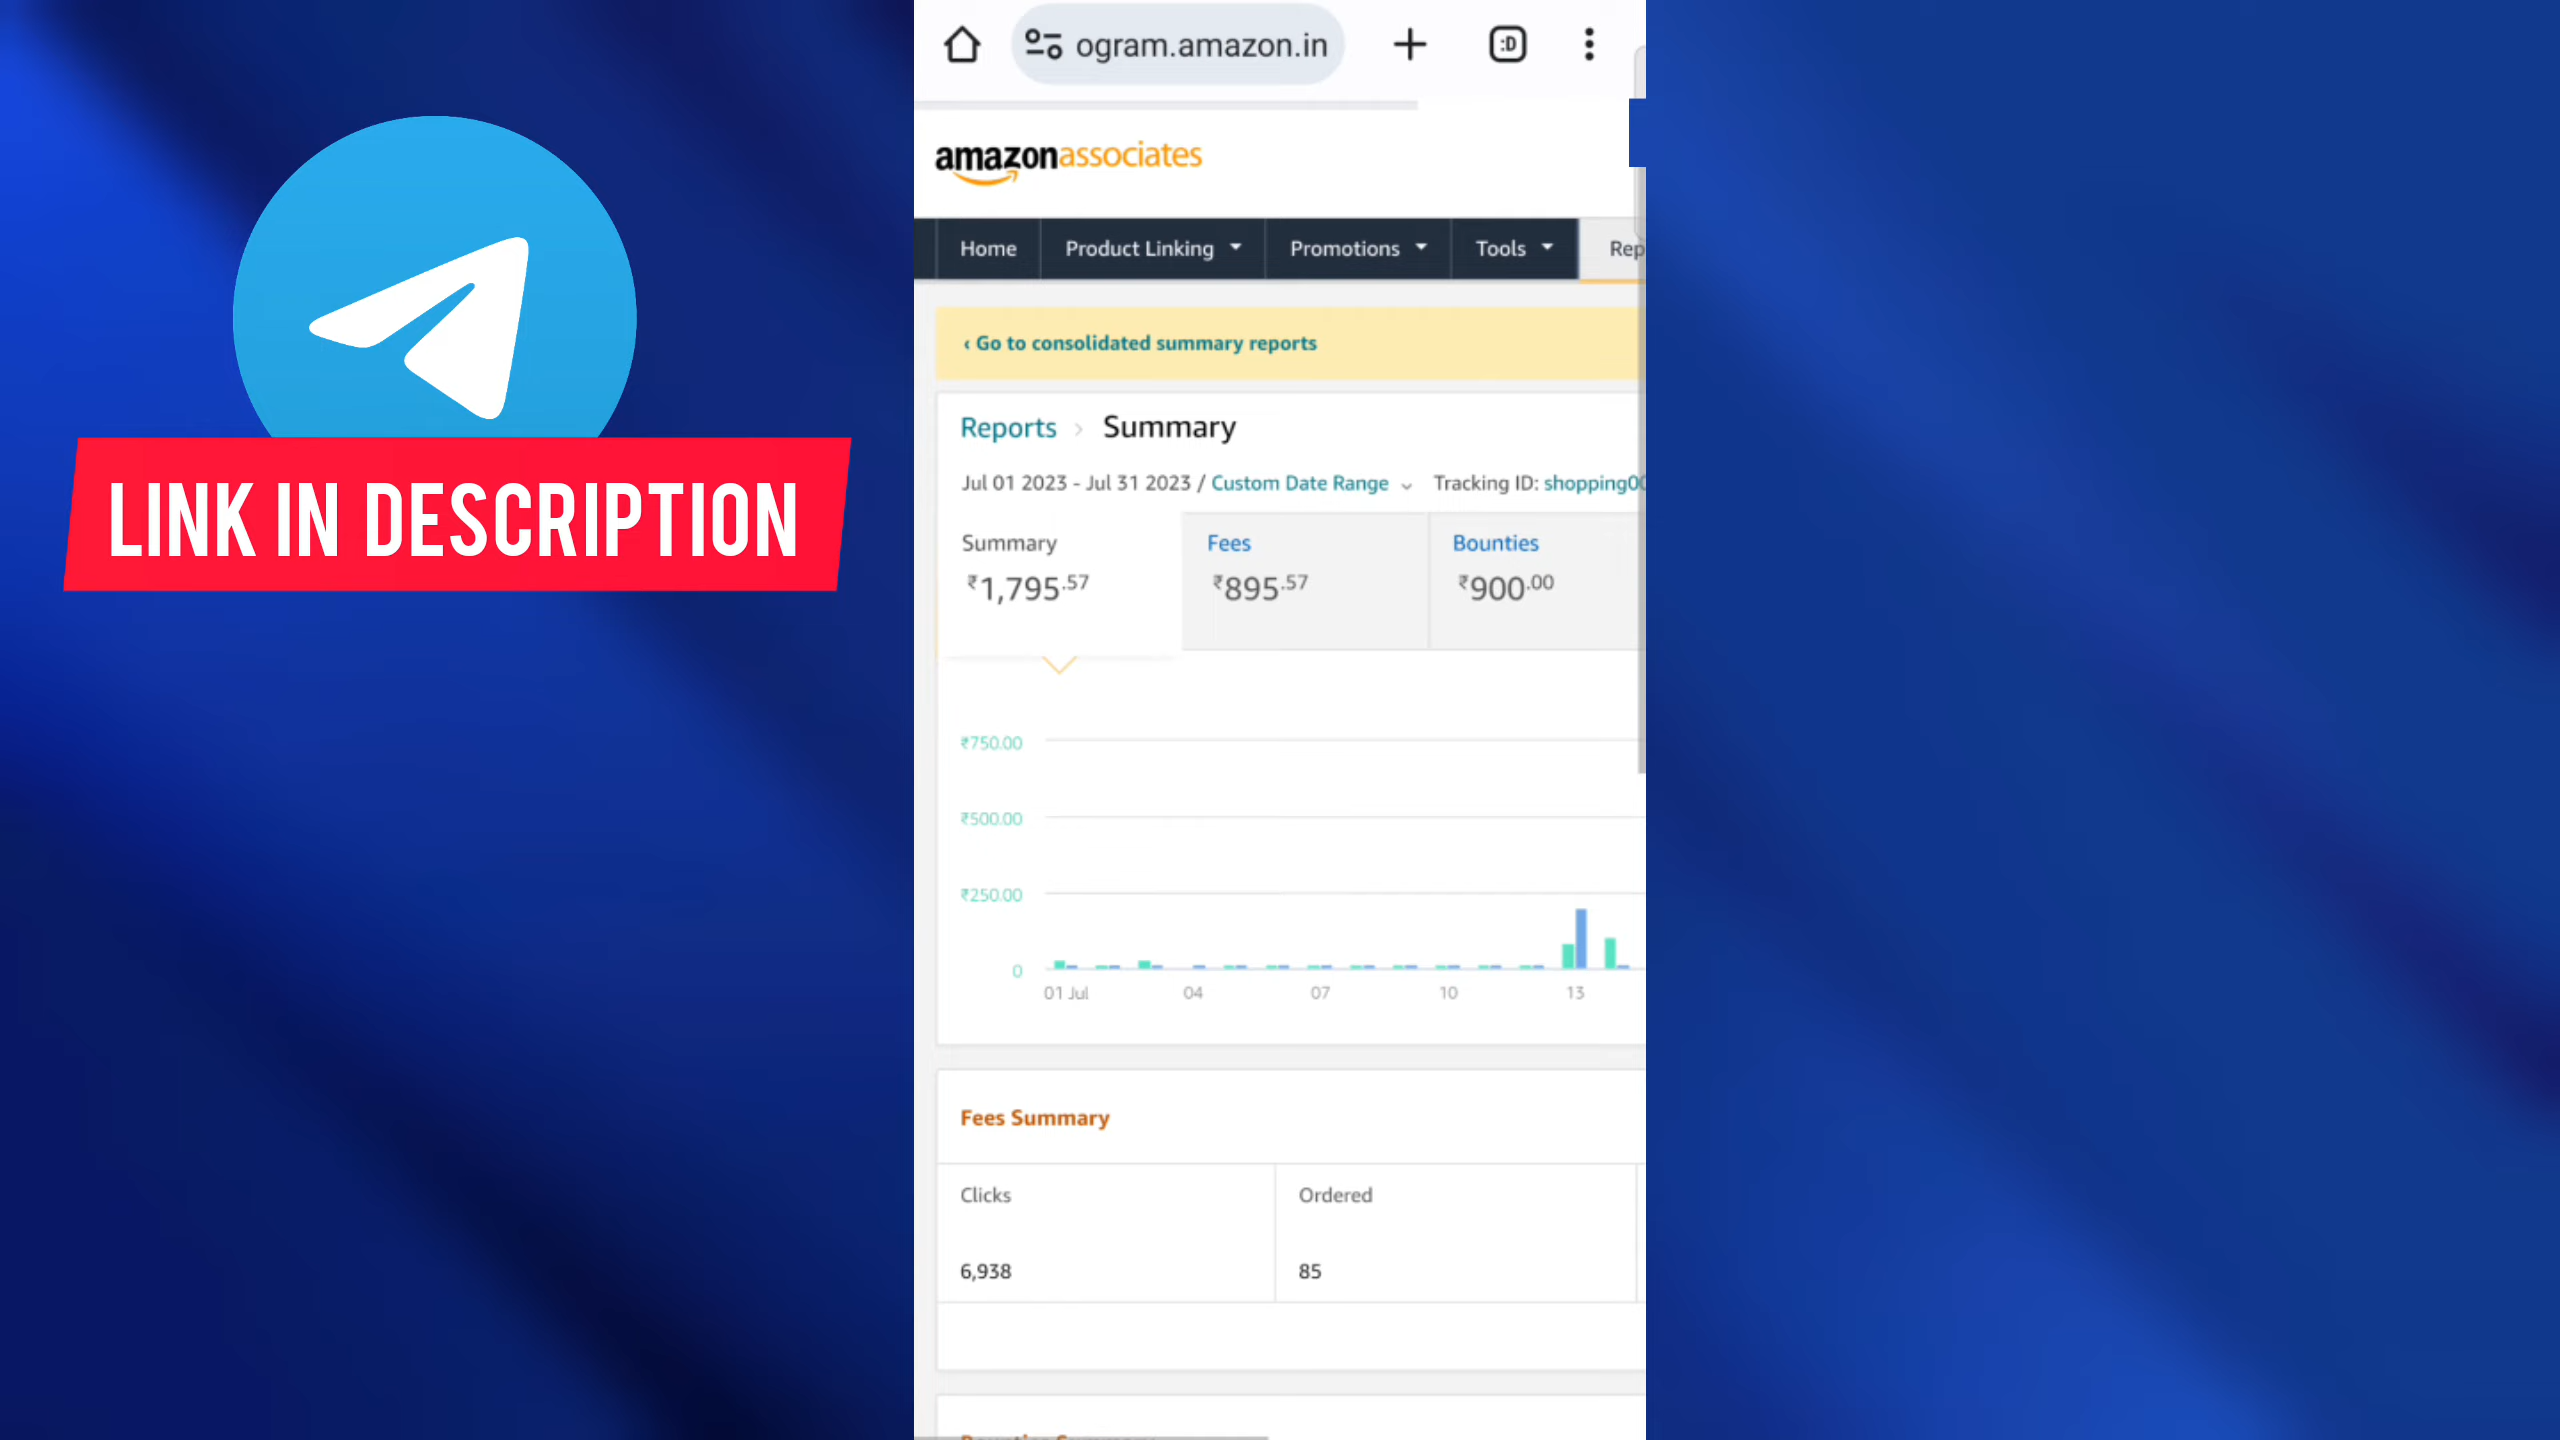 LINK IN DESCRIPTION
ogram.amazon.in
:D
amazonassociates
Home Product Linking Promotions Tools Rep
‹ Go to consolidated summary reports
Reports › Summary
Jul 01 2023 - Jul 31 2023 / Custom Date Range Tracking ID: shopping0
Summary Fees Bounties
₹1,795.57 ₹895.57 ₹900.00
₹750.00
₹500.00
₹250.00
0
01 Jul 04 07 10 13
Fees Summary
Clicks Ordered
6,938 85